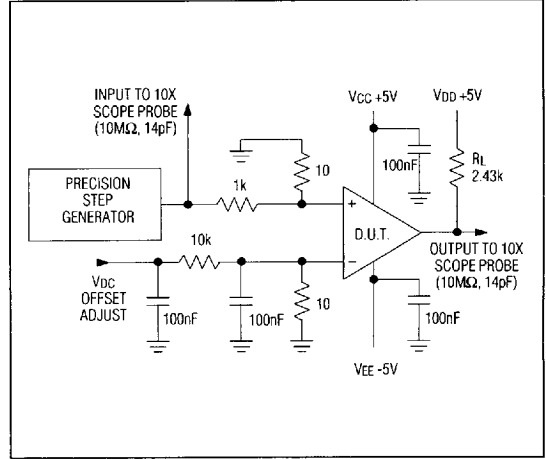 INPUT TO 10X
SCOPE PROBE
(10MΩ, 14pF)
VCC +5V
VDD +5V
100nF
RL
2.43k
10
PRECISION
STEP
GENERATOR
1k
+
D.U.T.
−
OUTPUT TO 10X
SCOPE PROBE
(10MΩ, 14pF)
10k
VDC
OFFSET
ADJUST
100nF
100nF
10
100nF
VEE -5V